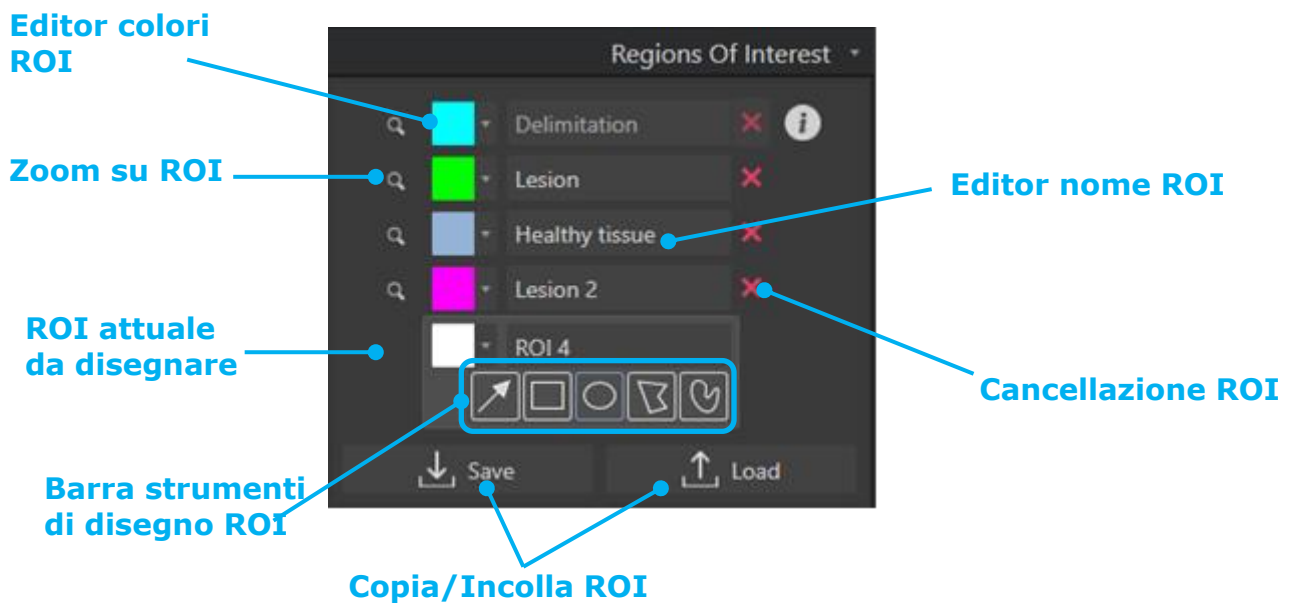 Editor colori
ROI
Regions Of Interest
Delimitation
i
Zoom su ROI
Lesion
Editor nome ROI
Healthy tissue
Lesion 2
ROI attuale
da disegnare
ROI 4
Cancellazione ROI
Save
Load
Barra strumenti
di disegno ROI
Copia/Incolla ROI